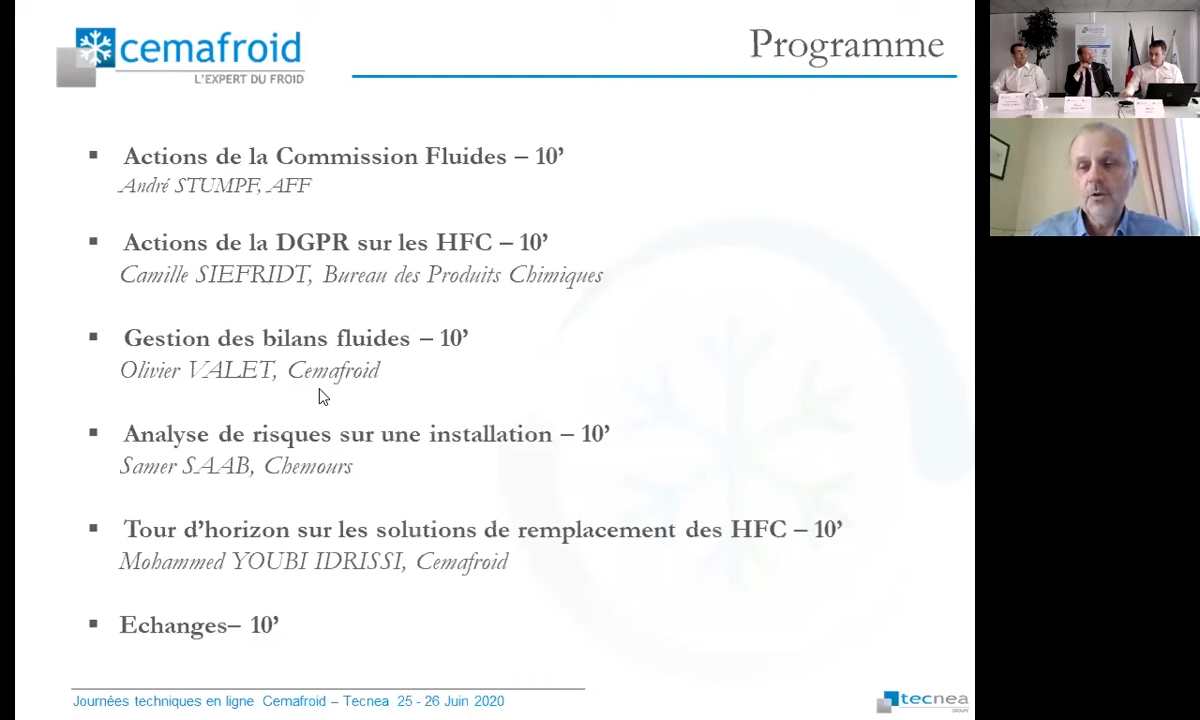 cemafroid
L'EXPERT DU FROID
Programme
▪ Actions de la Commission Fluides – 10’
André STUMPF, AFF
▪ Actions de la DGPR sur les HFC – 10’
Camille SIEFRIDT, Bureau des Produits Chimiques
▪ Gestion des bilans fluides – 10’
Olivier VALET, Cemafroid
▪ Analyse de risques sur une installation – 10’
Samer SAAB, Chemours
▪ Tour d’horizon sur les solutions de remplacement des HFC – 10’
Mohammed YOUBI IDRISSI, Cemafroid
▪ Echanges– 10’
Journées techniques en ligne Cemafroid – Tecnea 25 - 26 Juin 2020
tecnea
GROUPE